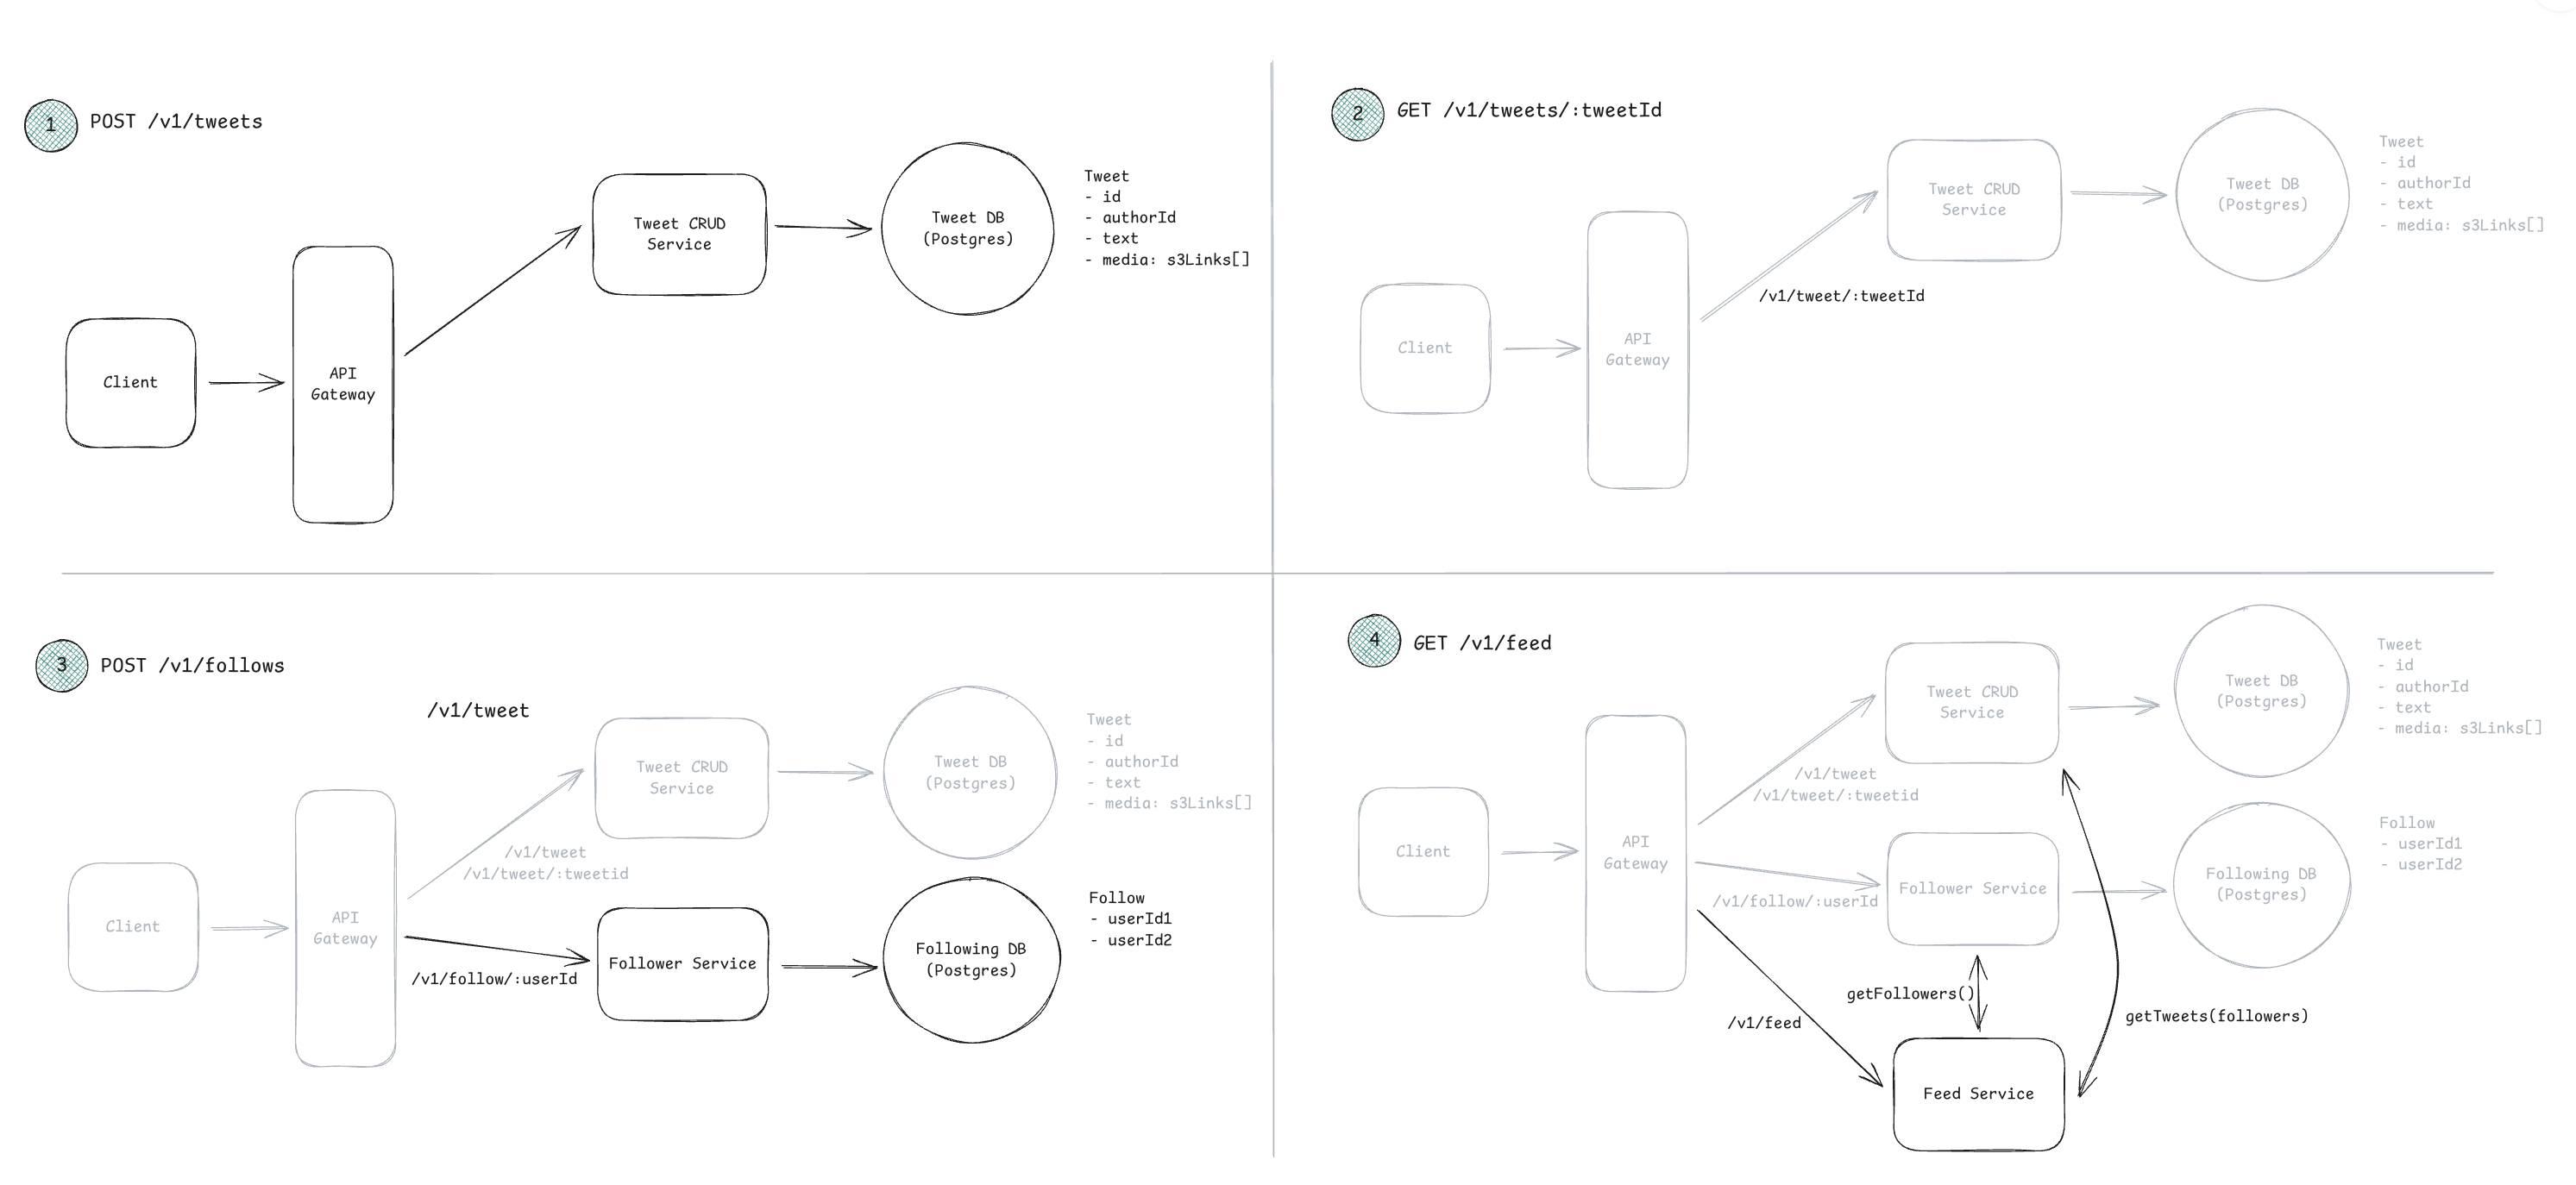 1
POST /v1/tweets
Client
API
Gateway
Tweet CRUD
Service
Tweet DB
(Postgres)
Tweet
- id
- authorId
- text
- media: s3Links[]
2
GET /v1/tweets/:tweetId
Client
API
Gateway
/v1/tweet/:tweetId
Tweet CRUD
Service
Tweet DB
(Postgres)
Tweet
- id
- authorId
- text
- media: s3Links[]
3
POST /v1/follows
/v1/tweet
Client
API
Gateway
/v1/tweet
/v1/tweet/:tweetid
Tweet CRUD
Service
Tweet DB
(Postgres)
Tweet
- id
- authorId
- text
- media: s3Links[]
/v1/follow/:userId
Follower Service
Following DB
(Postgres)
Follow
- userId1
- userId2
4
GET /v1/feed
Client
API
Gateway
/v1/tweet
/v1/tweet/:tweetid
Tweet CRUD
Service
Tweet DB
(Postgres)
Tweet
- id
- authorId
- text
- media: s3Links[]
/v1/follow/:userId
Follower Service
Following DB
(Postgres)
Follow
- userId1
- userId2
/v1/feed
getFollowers()
getTweets(followers)
Feed Service